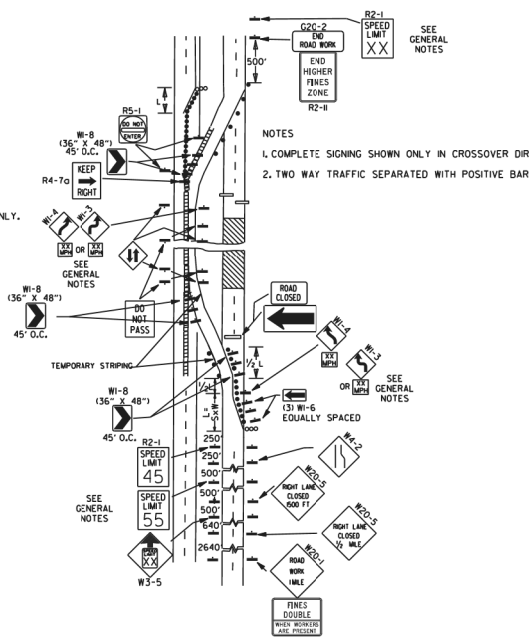 R2-1
SPEED
LIMIT
XX
SEE
GENERAL
NOTES
G20-2
END
ROAD WORK
END
HIGHER
FINES
ZONE
R2-11
500'
L
R5-1
DO NOT
ENTER
W1-8
(36" X 48")
45' O.C.
KEEP
RIGHT
R4-7a
NOTES
1. COMPLETE SIGNING SHOWN ONLY IN CROSSOVER DIR
2. TWO WAY TRAFFIC SEPARATED WITH POSITIVE BAR
ONLY.
W1-4
W1-3
XX
MPH
OR
XX
MPH
SEE
GENERAL
NOTES
W1-8
(36" X 48")
45' O.C.
DO
NOT
PASS
ROAD
CLOSED
W1-4
XX
MPH
W1-3
OR
XX
MPH
SEE
GENERAL
NOTES
TEMPORARY STRIPING
½ L
½L
L=
SxW
W1-8
(36" X 48")
45' O.C.
(3) W1-6
EQUALLY SPACED
R2-1
SPEED
LIMIT
45
250'
250'
W4-2
SEE
GENERAL
NOTES
SPEED
LIMIT
55
500'
500'
500'
640'
2640'
W20-5
RIGHT LANE
CLOSED
1500 FT
W20-5
RIGHT LANE
CLOSED
½ MILE
SPEED
LIMIT
XX
W3-5
W20-1
ROAD
WORK
1 MILE
FINES
DOUBLE
WHEN WORKERS
ARE PRESENT